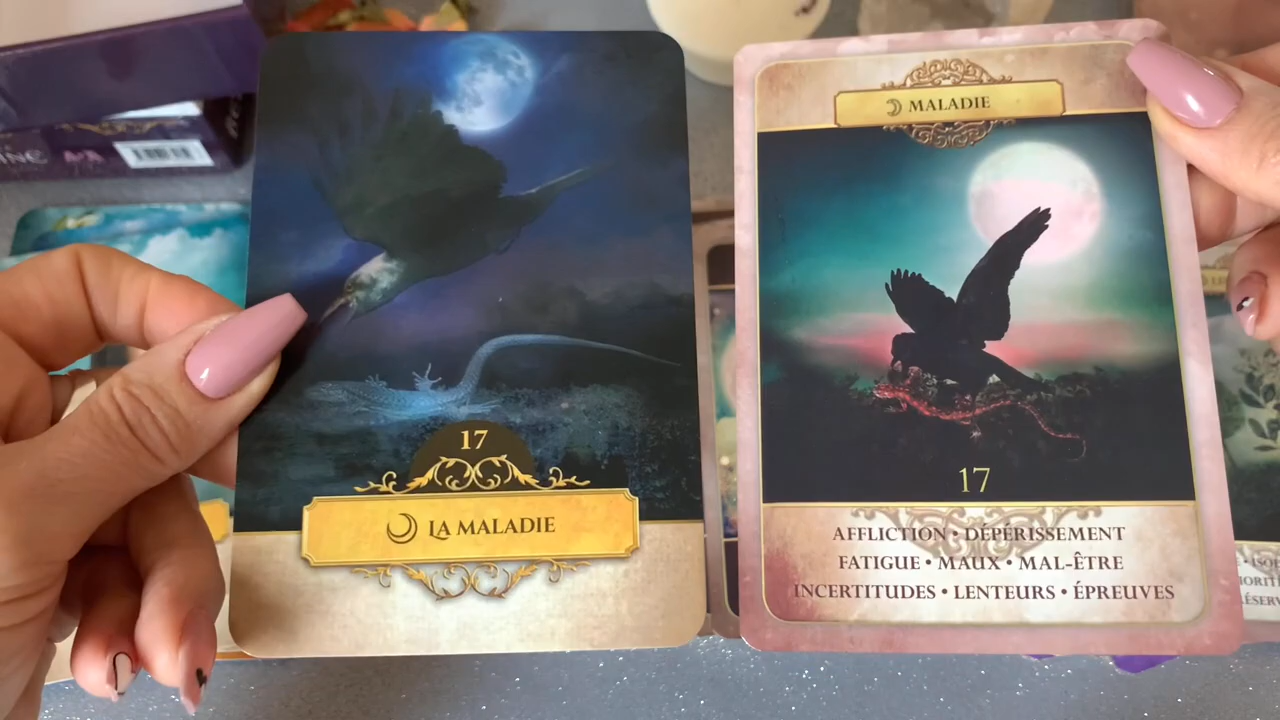 17
LA MALADIE
MALADIE
17
AFFLICTION • DÉPÉRISSEMENT
FATIGUE • MAUX • MAL-ÊTRE
INCERTITUDES • LENTEURS • ÉPREUVES